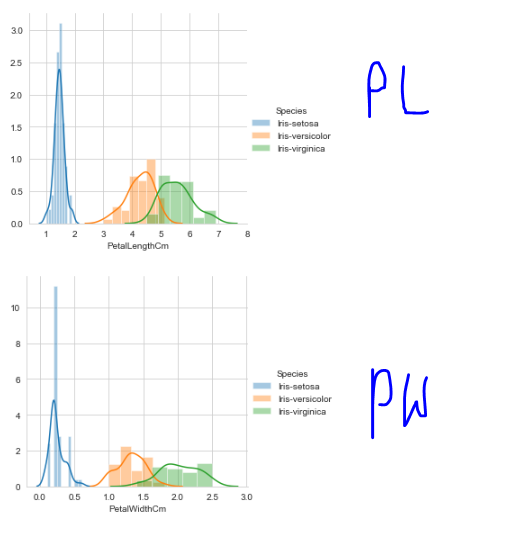 3.0
2.5
2.0
1.5
1.0
0.5
0.0
1 2 3 4 5 6 7 8
PetalLengthCm
Species
Iris-setosa
Iris-versicolor
Iris-virginica
PL
10
8
6
4
2
0
0.0 0.5 1.0 1.5 2.0 2.5 3.0
PetalWidthCm
Species
Iris-setosa
Iris-versicolor
Iris-virginica
PW